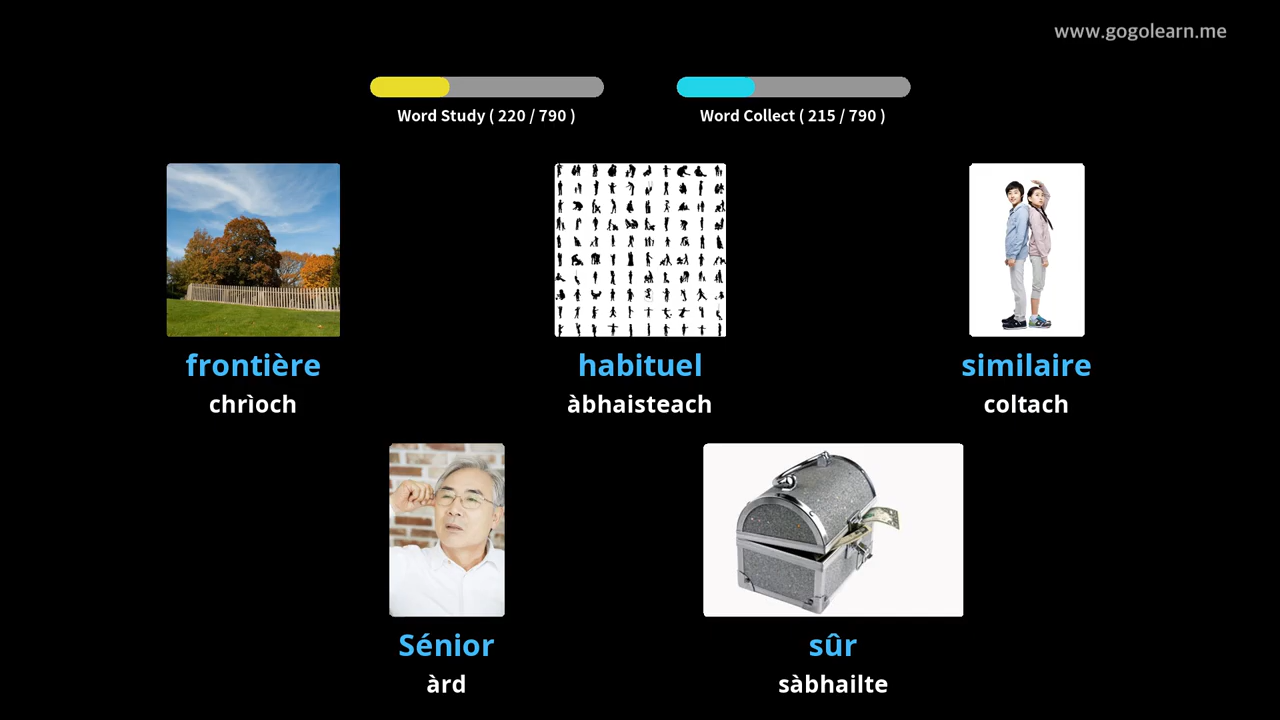 www.gogolearn.me
Word Study ( 220 / 790 )
Word Collect ( 215 / 790 )
frontière
chrìoch
habituel
àbhaisteach
similaire
coltach
Sénior
àrd
sûr
sàbhailte